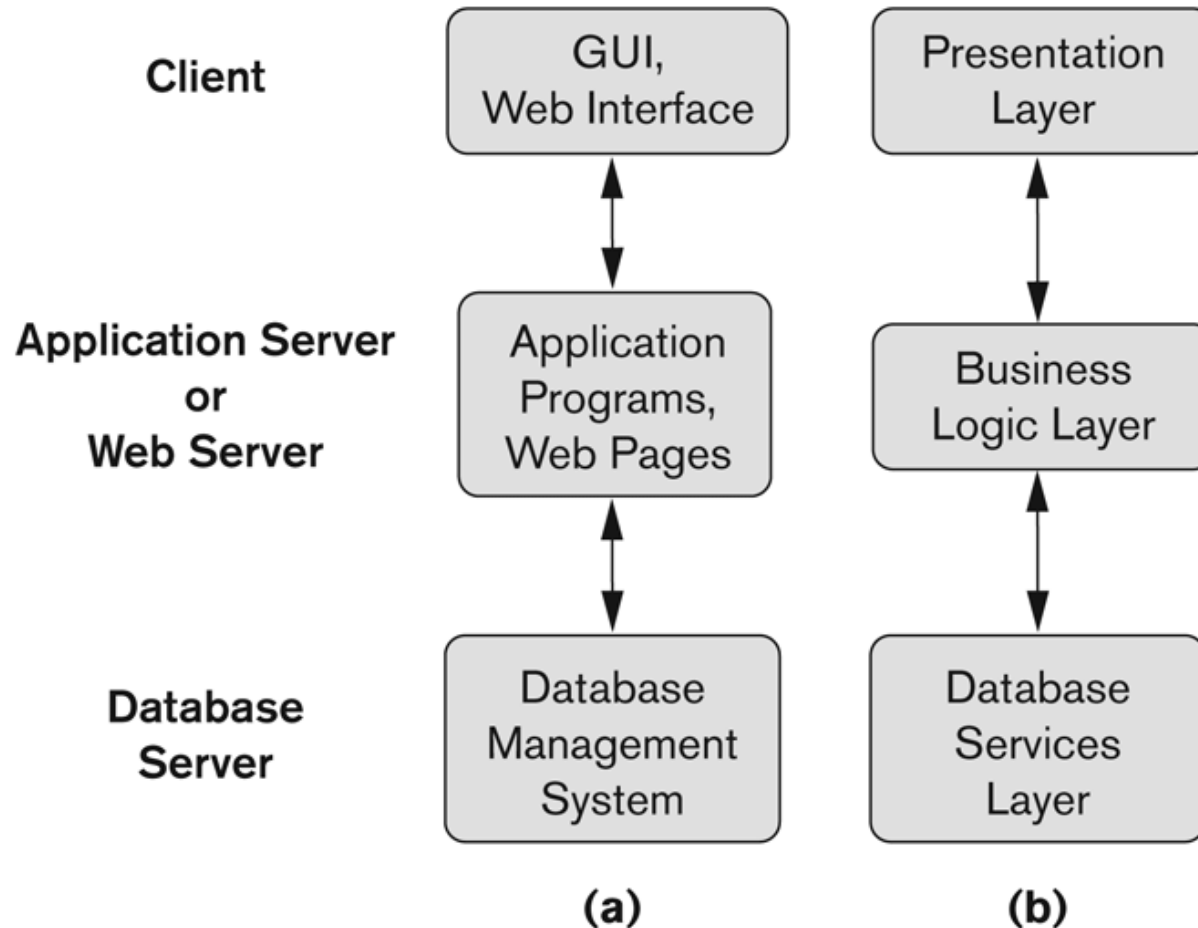 Client
GUI,
Web Interface
Presentation
Layer
Application Server
or
Web Server
Application
Programs,
Web Pages
Business
Logic Layer
Database
Server
Database
Management
System
Database
Services
Layer
(a)
(b)